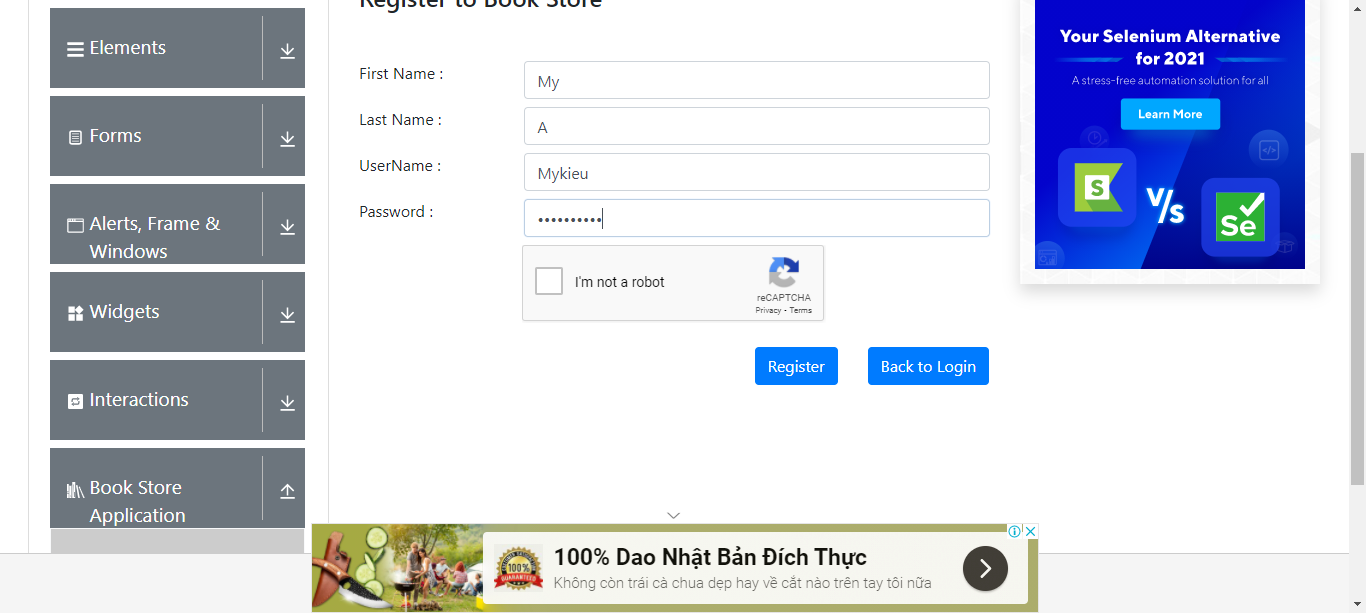 Register to Book Store
Elements
Forms
Alerts, Frame &
Windows
Widgets
Interactions
Book Store
Application
First Name :
My
Last Name :
A
UserName :
Mykieu
Password :
••••••••••
I'm not a robot
reCAPTCHA
Privacy - Terms
Register
Back to Login
Your Selenium Alternative
for 2021
A stress-free automation solution for all
Learn More
S
V/s
Se
100%
GUARANTEED
100% Dao Nhật Bản Đích Thực
Không còn trái cà chua dẹp hay về cắt nào trên tay tôi nữa